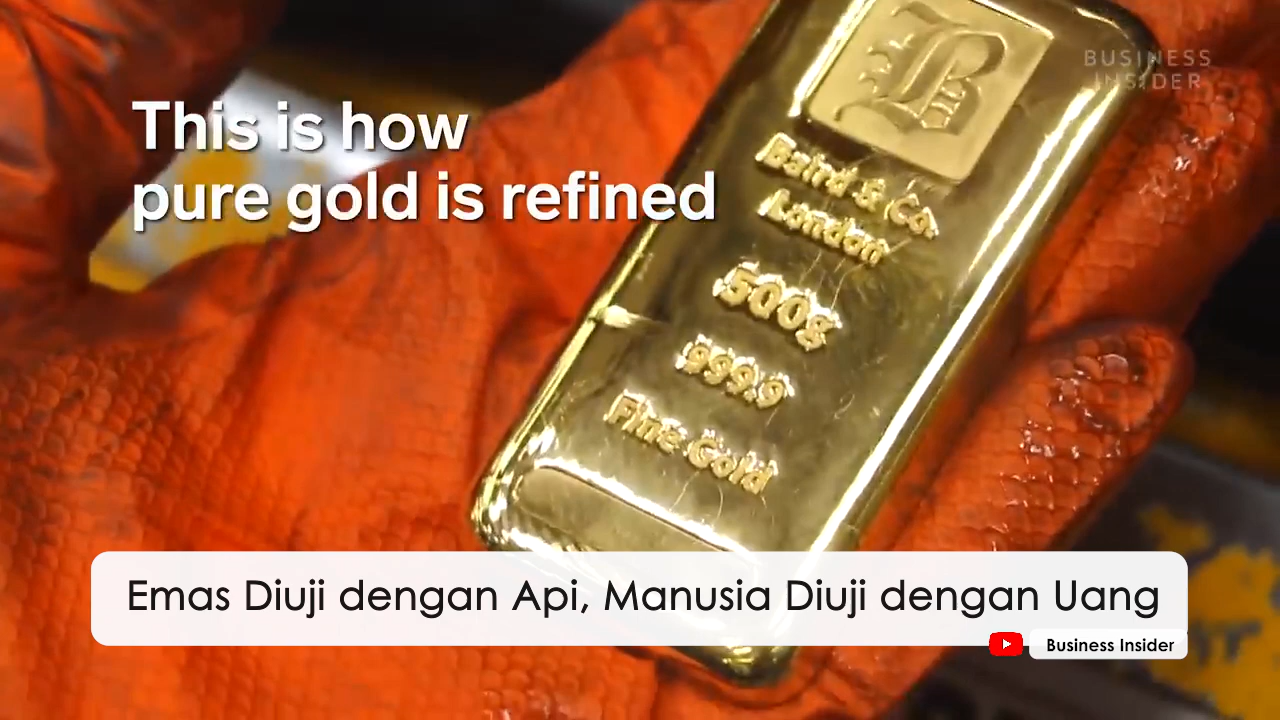 BUSINESS
INSIDER
This is how
pure gold is refined
B
Baird & Co.
London
500g
999.9
Fine Gold
Emas Diuji dengan Api, Manusia Diuji dengan Uang
Business Insider